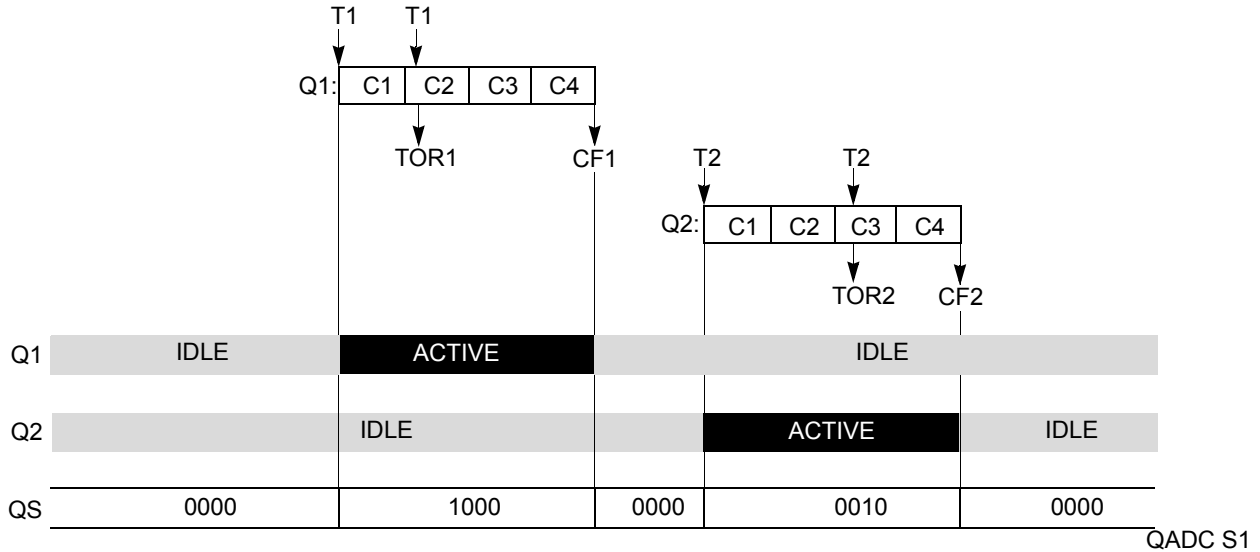 T1 T1
Q1: C1 C2 C3 C4
TOR1 CF1 T2 T2
Q2: C1 C2 C3 C4
TOR2 CF2
Q1 IDLE ACTIVE IDLE
Q2 IDLE ACTIVE IDLE
QS 0000 1000 0000 0010 0000
QADC S1